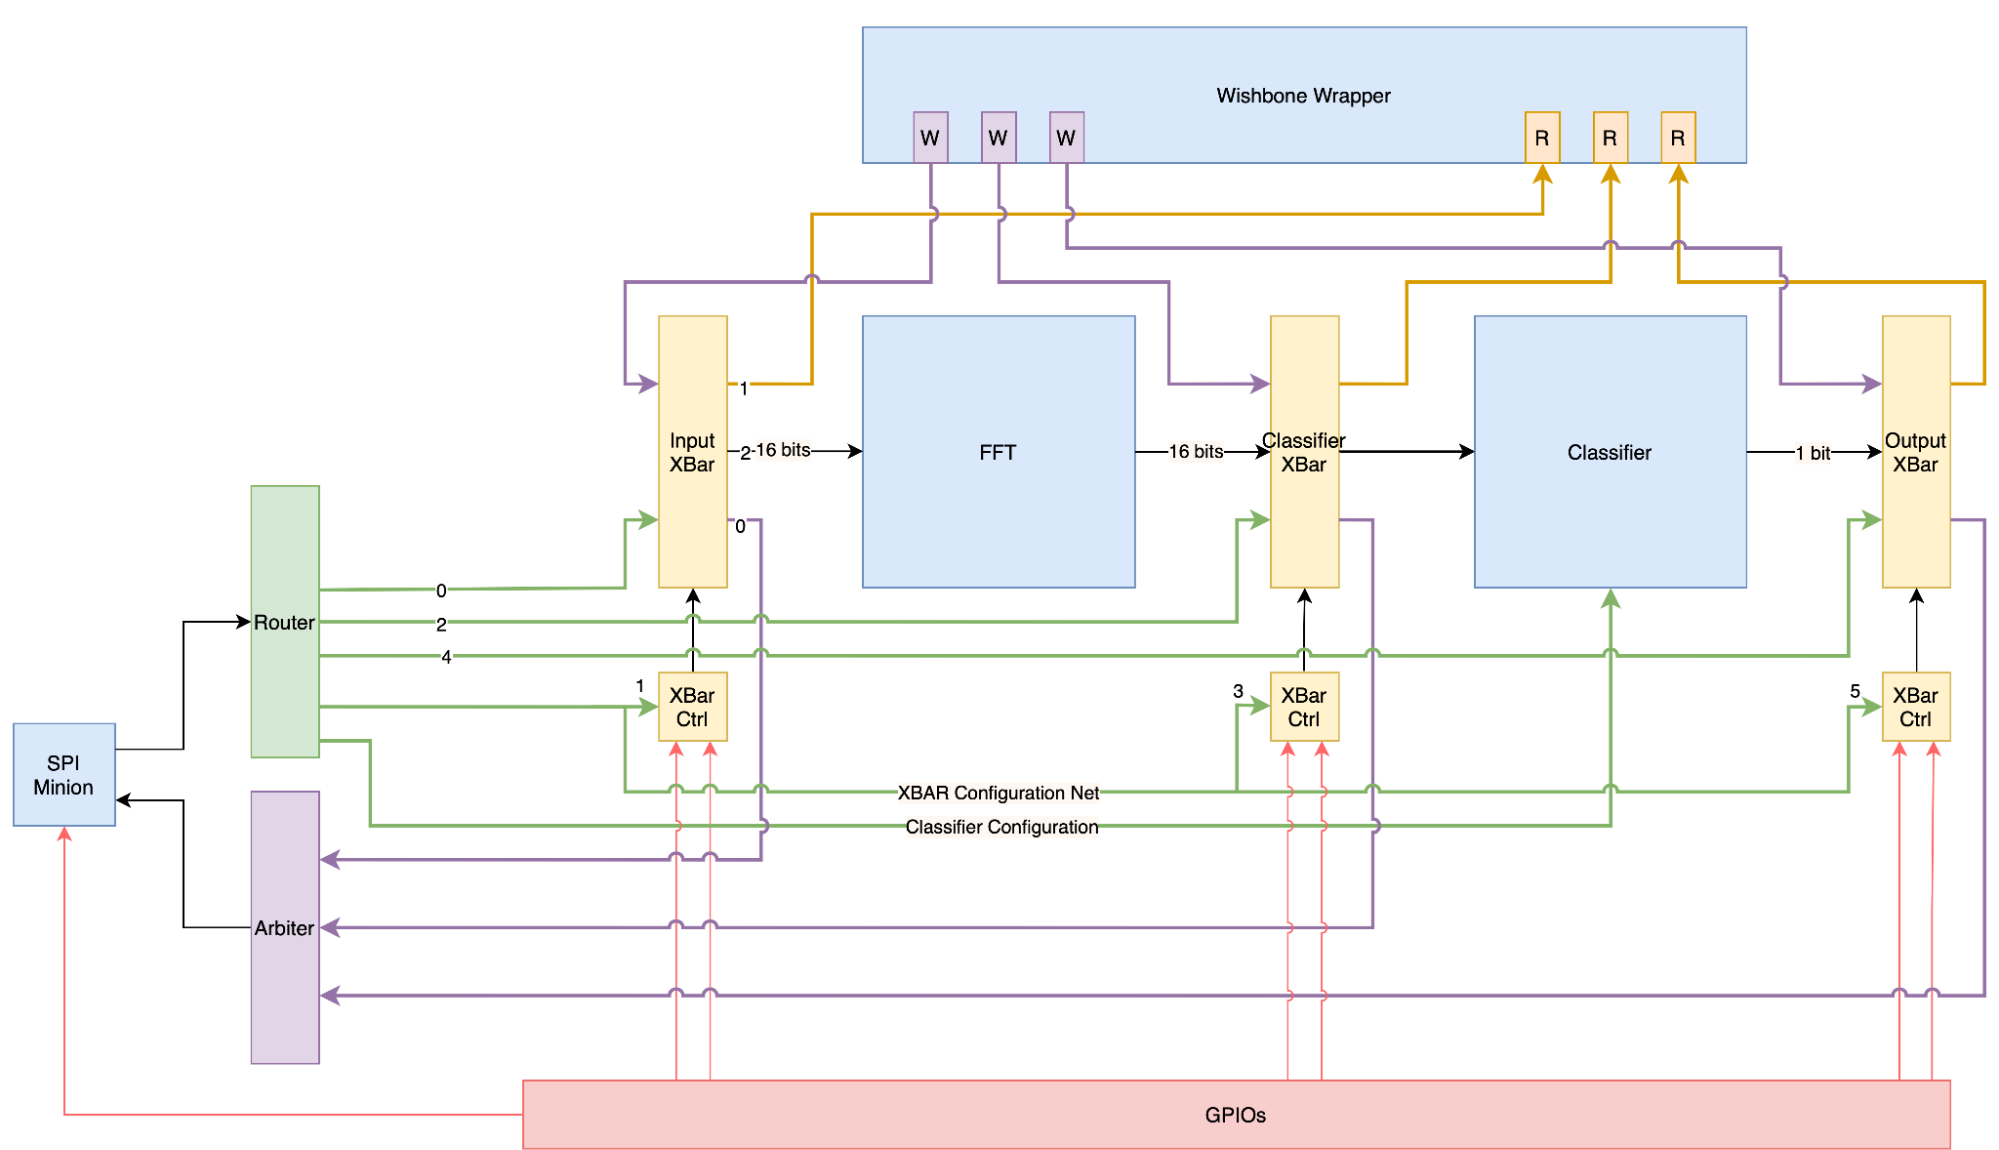 Wishbone Wrapper
W
W
W
R
R
R
1
Input
XBar
2
16 bits
FFT
16 bits
Classifier
XBar
Classifier
1 bit
Output
XBar
0
0
Router
2
4
1
XBar
Ctrl
3
XBar
Ctrl
5
XBar
Ctrl
SPI
Minion
XBAR Configuration Net
Classifier Configuration
Arbiter
GPIOs